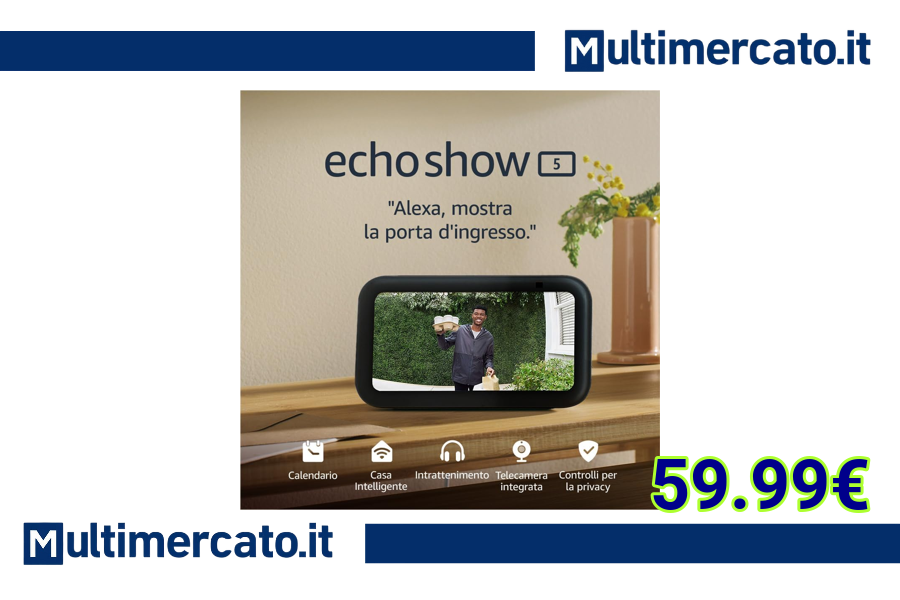 Multimercato.it
echo show 5
"Alexa, mostra
la porta d'ingresso."
Calendario
Casa
Intelligente
Intrattenimento
Telecamera
integrata
Controlli per
la privacy
59.99€
Multimercato.it